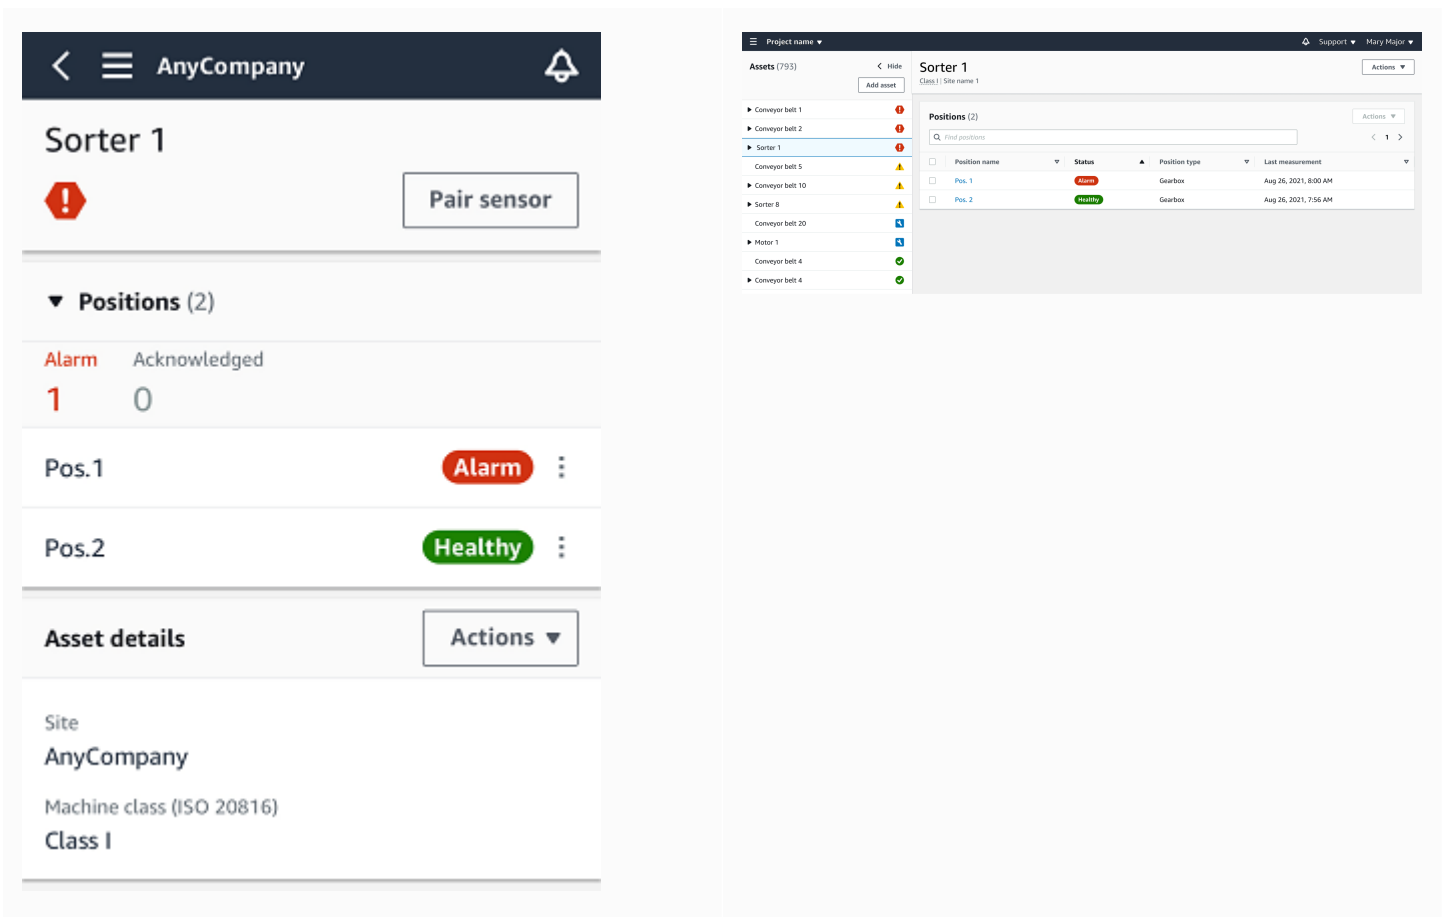 AnyCompany
Sorter 1
Pair sensor
Positions (2)
Alarm Acknowledged
1 0
Pos.1 Alarm
Pos.2 Healthy
Asset details Actions
Site
AnyCompany
Machine class (ISO 20816)
Class I
Project name Support Mary Major
Assets (793) Hide
Add asset
Conveyor belt 1
Conveyor belt 2
Sorter 1
Conveyor belt 5
Conveyor belt 10
Sorter 8
Conveyor belt 20
Motor 1
Conveyor belt 4
Conveyor belt 4
Sorter 1 Actions
Class I | Site name 1
Positions (2) Actions
Find positions 1
Position name Status Position type Last measurement
Pos. 1 Alarm Gearbox Aug 26, 2021, 8:00 AM
Pos. 2 Healthy Gearbox Aug 26, 2021, 7:56 AM